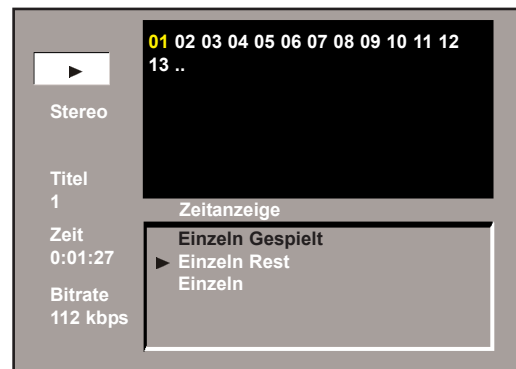 01 02 03 04 05 06 07 08 09 10 11 12
13 ..
Stereo
Titel
1
Zeit
0:01:27
Bitrate
112 kbps
Zeitanzeige
Einzeln Gespielt
Einzeln Rest
Einzeln